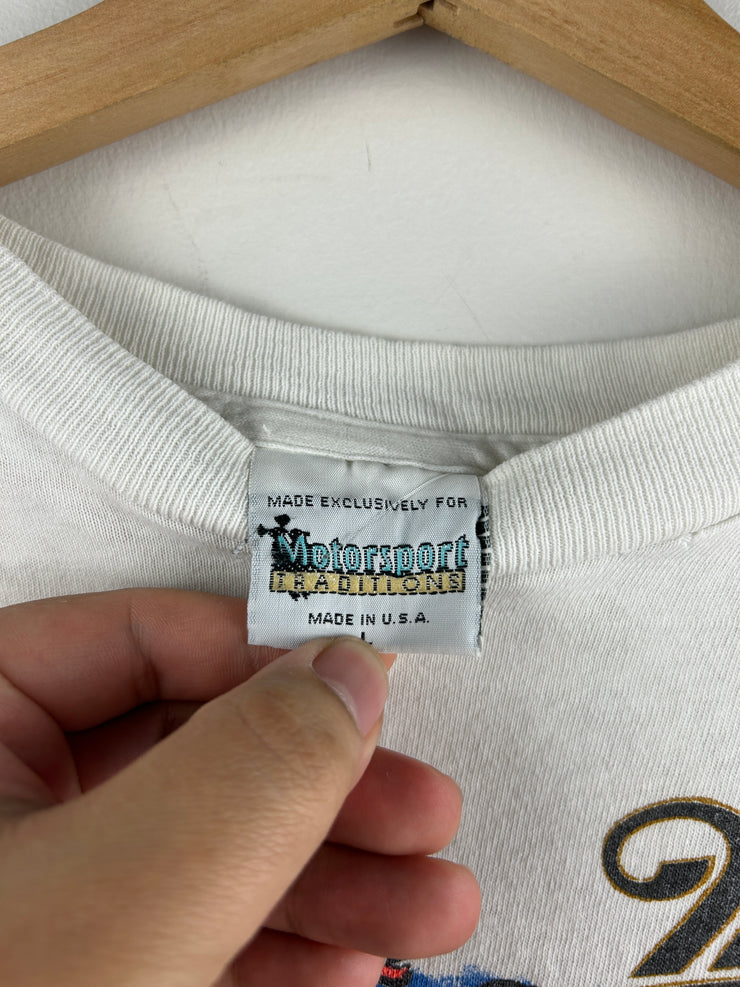 MADE EXCLUSIVELY FOR
Motorsport
TRADITIONS
MADE IN U.S.A.